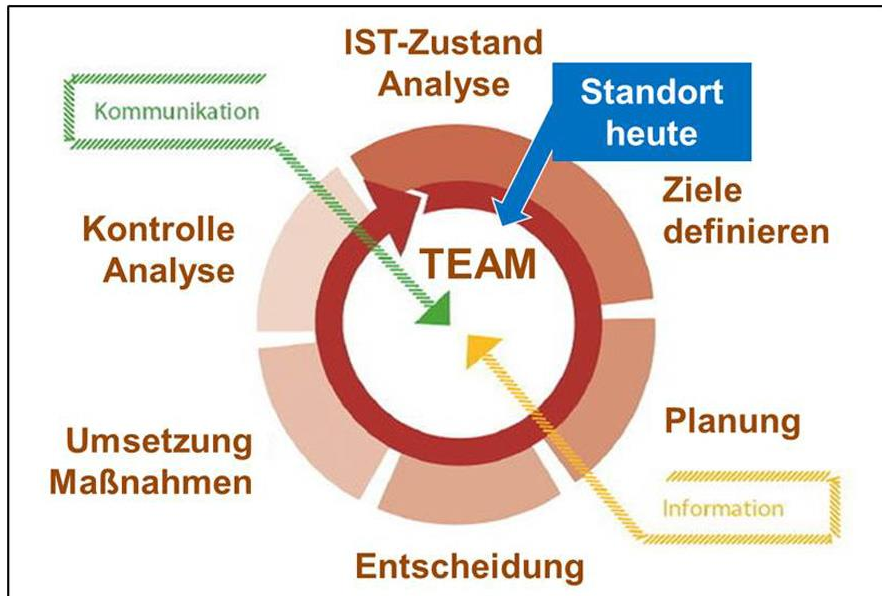 IST-Zustand
Analyse
Standort
heute
Kommunikation
Ziele
definieren
Kontrolle
Analyse
TEAM
Planung
Umsetzung
Maßnahmen
Information
Entscheidung